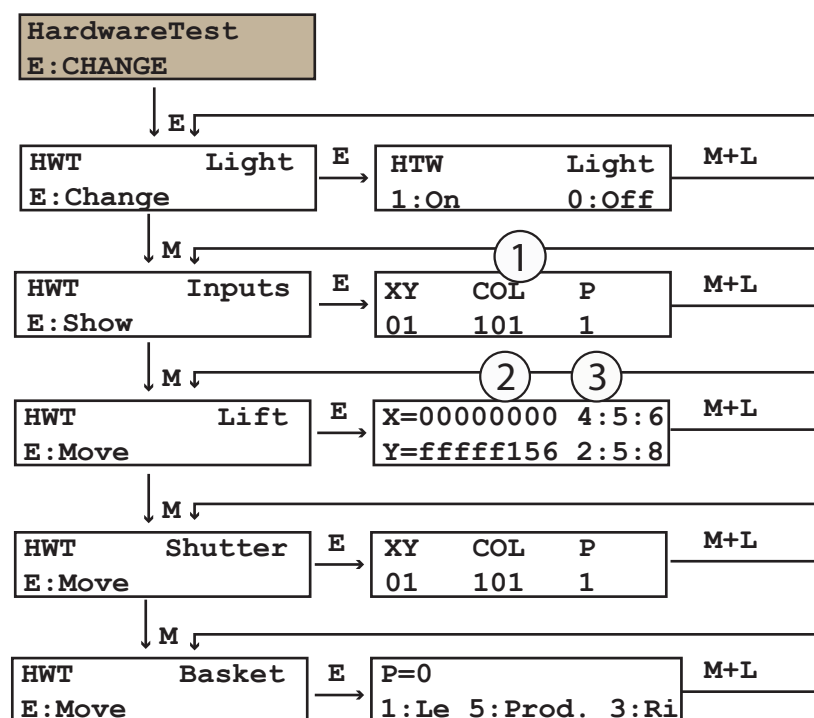 HardwareTest
E:CHANGE
E
HWT Light
E:Change
E
HTW Light
1:On 0:Off
M+L
M
1
HWT Inputs
E:Show
E
XY COL P
01 101 1
M+L
M
2 3
HWT Lift
E:Move
E
X=00000000 4:5:6
Y=fffff156 2:5:8
M+L
M
HWT Shutter
E:Move
E
XY COL P
01 101 1
M+L
M
HWT Basket
E:Move
E
P=0
1:Le 5:Prod. 3:Ri
M+L